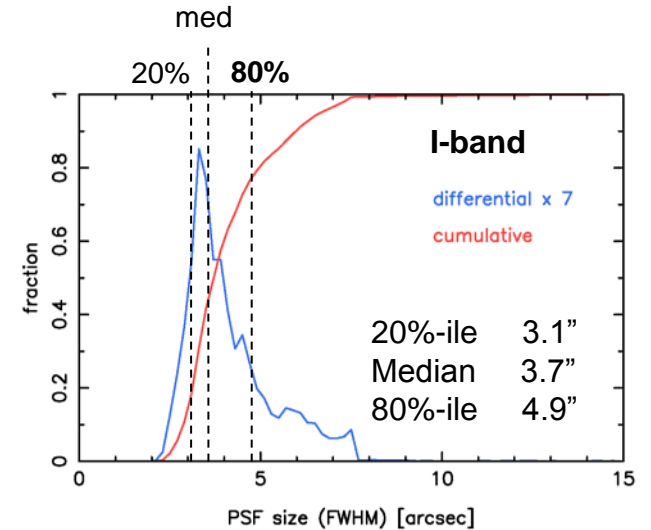 med
20% 80%
I-band
differential x 7
cumulative
20%-ile 3.1”
Median 3.7”
80%-ile 4.9”
fraction
1
0.8
0.6
0.4
0.2
0
0 5 10 15
PSF size (FWHM) [arcsec]